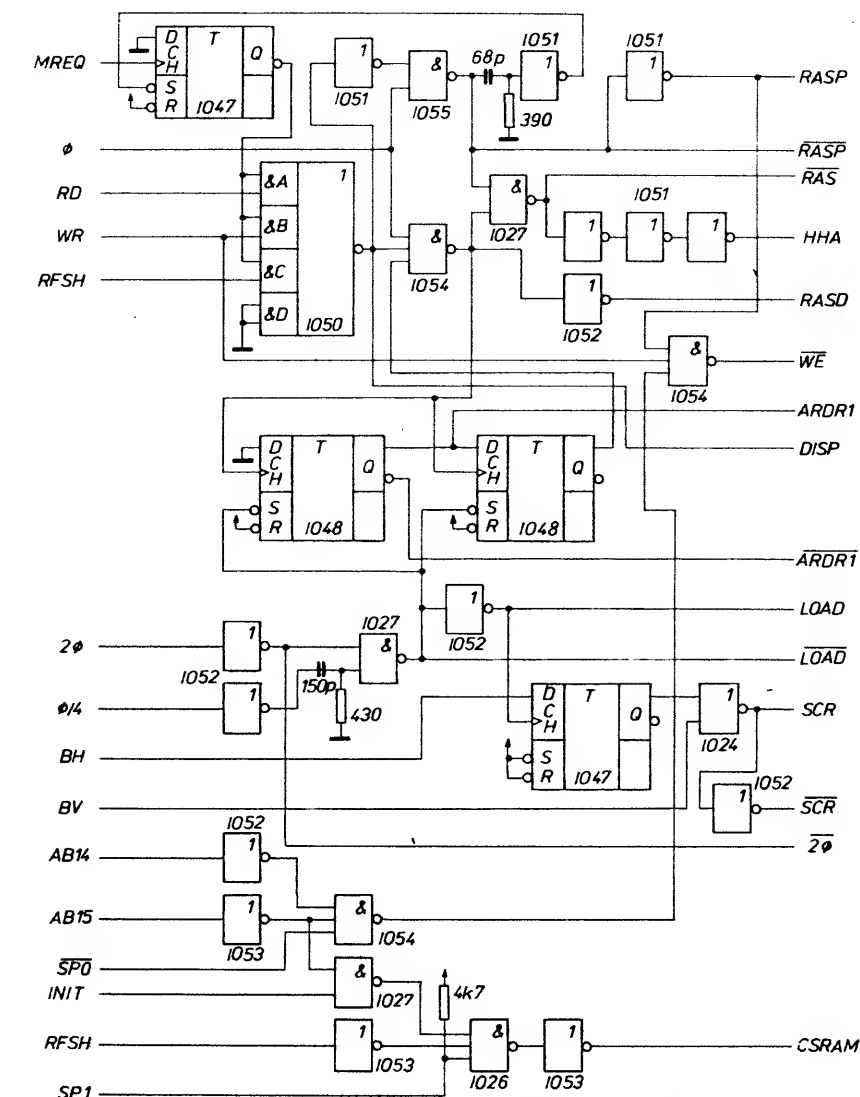 D T Q
C
H
S
R
1047
MREQ
1
1051
&
1055
68p
1051
1
390
1051
1
RASP
ø
RASP
RD
WR
RFSH
&A
&B
&C
&D
1
1050
&
1054
&
1027
RAS
1051
1
1
1
HHA
1
1052
RASD
&
1054
WE
ARDR1
DISP
D T Q
C
H
S
R
1048
D T Q
C
H
S
R
1048
ARDR1
2ø
1
1052
ø/4
1
150p
430
1027
&
1
1052
LOAD
LOAD
BH
BV
D T Q
C
H
S
R
1047
1
1024
SCR
1052
1
SCR
2ø
AB14
1052
1
AB15
1
1053
SP0
INIT
&
1054
&
1027
4k7
RFSH
1
1053
&
1026
1
1053
CSRAM
SP1